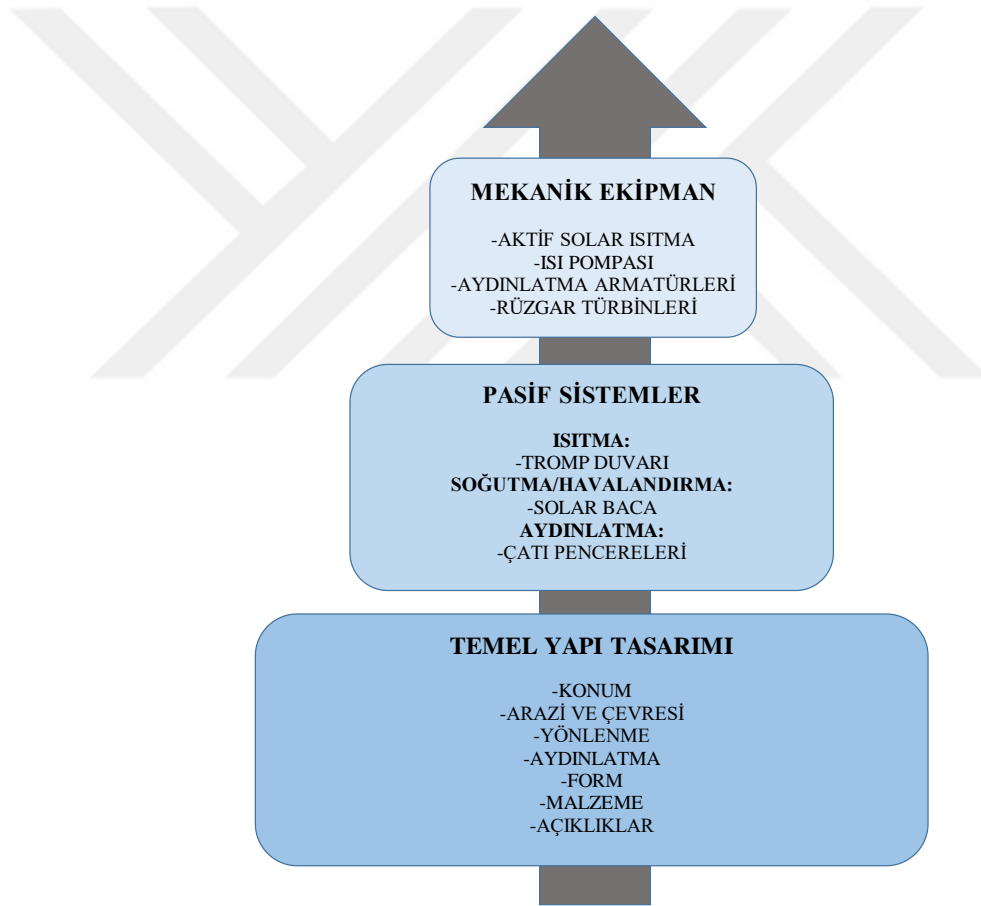 MEKANİK EKİPMAN
-AKTİF SOLAR ISITMA
-ISI POMPASI
-AYDINLATMA ARMATÜRLERİ
-RÜZGAR TÜRBİNLERİ
PASİF SİSTEMLER
ISITMA:
-TROMP DUVARI
SOĞUTMA/HAVALANDIRMA:
-SOLAR BACA
AYDINLATMA:
-ÇATI PENCERELERİ
TEMEL YAPI TASARIMI
-KONUM
-ARAZİ VE ÇEVRESİ
-YÖNLENME
-AYDINLATMA
-FORM
-MALZEME
-AÇIKLIKLAR